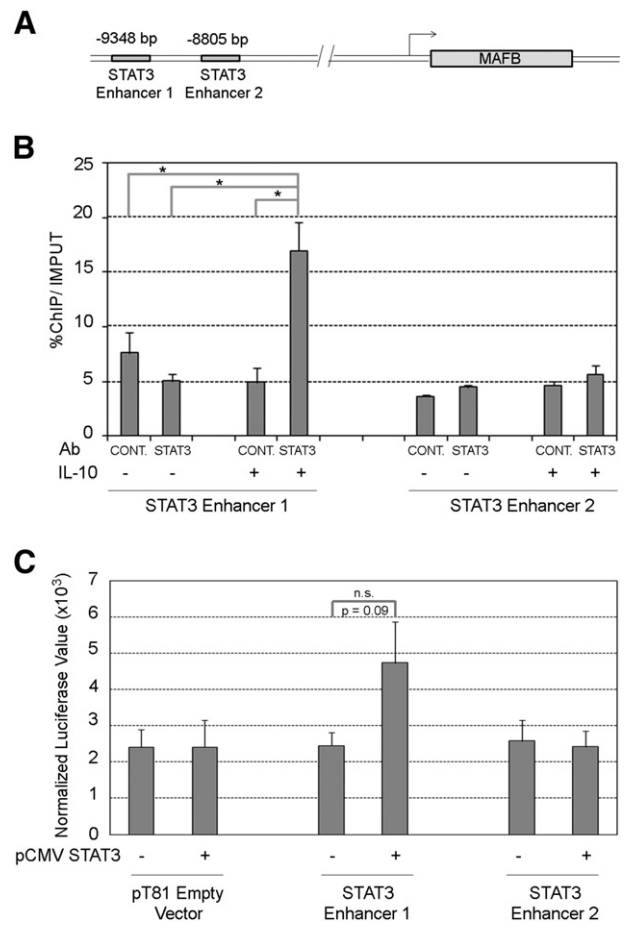 A
-9348 bp -8805 bp
MAFB
STAT3 STAT3
Enhancer 1 Enhancer 2
B
25
20
15
10
5
0
%ChIP/ IMPUT
* * *
Ab CONT. STAT3 CONT. STAT3 CONT. STAT3 CONT. STAT3
IL-10 - - + + - - + +
STAT3 Enhancer 1 STAT3 Enhancer 2
C
7
6
5
4
3
2
1
0
Normalized Luciferase Value (x10³)
n.s.
p = 0.09
pCMV STAT3 - + - + - +
pT81 Empty STAT3 STAT3
Vector Enhancer 1 Enhancer 2